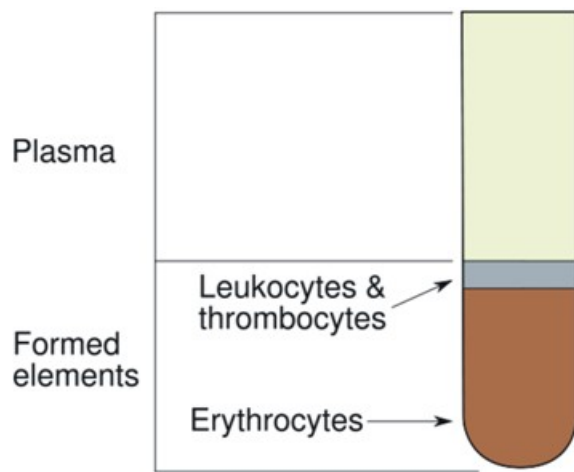 Plasma
Leukocytes &
thrombocytes
Formed
elements
Erythrocytes